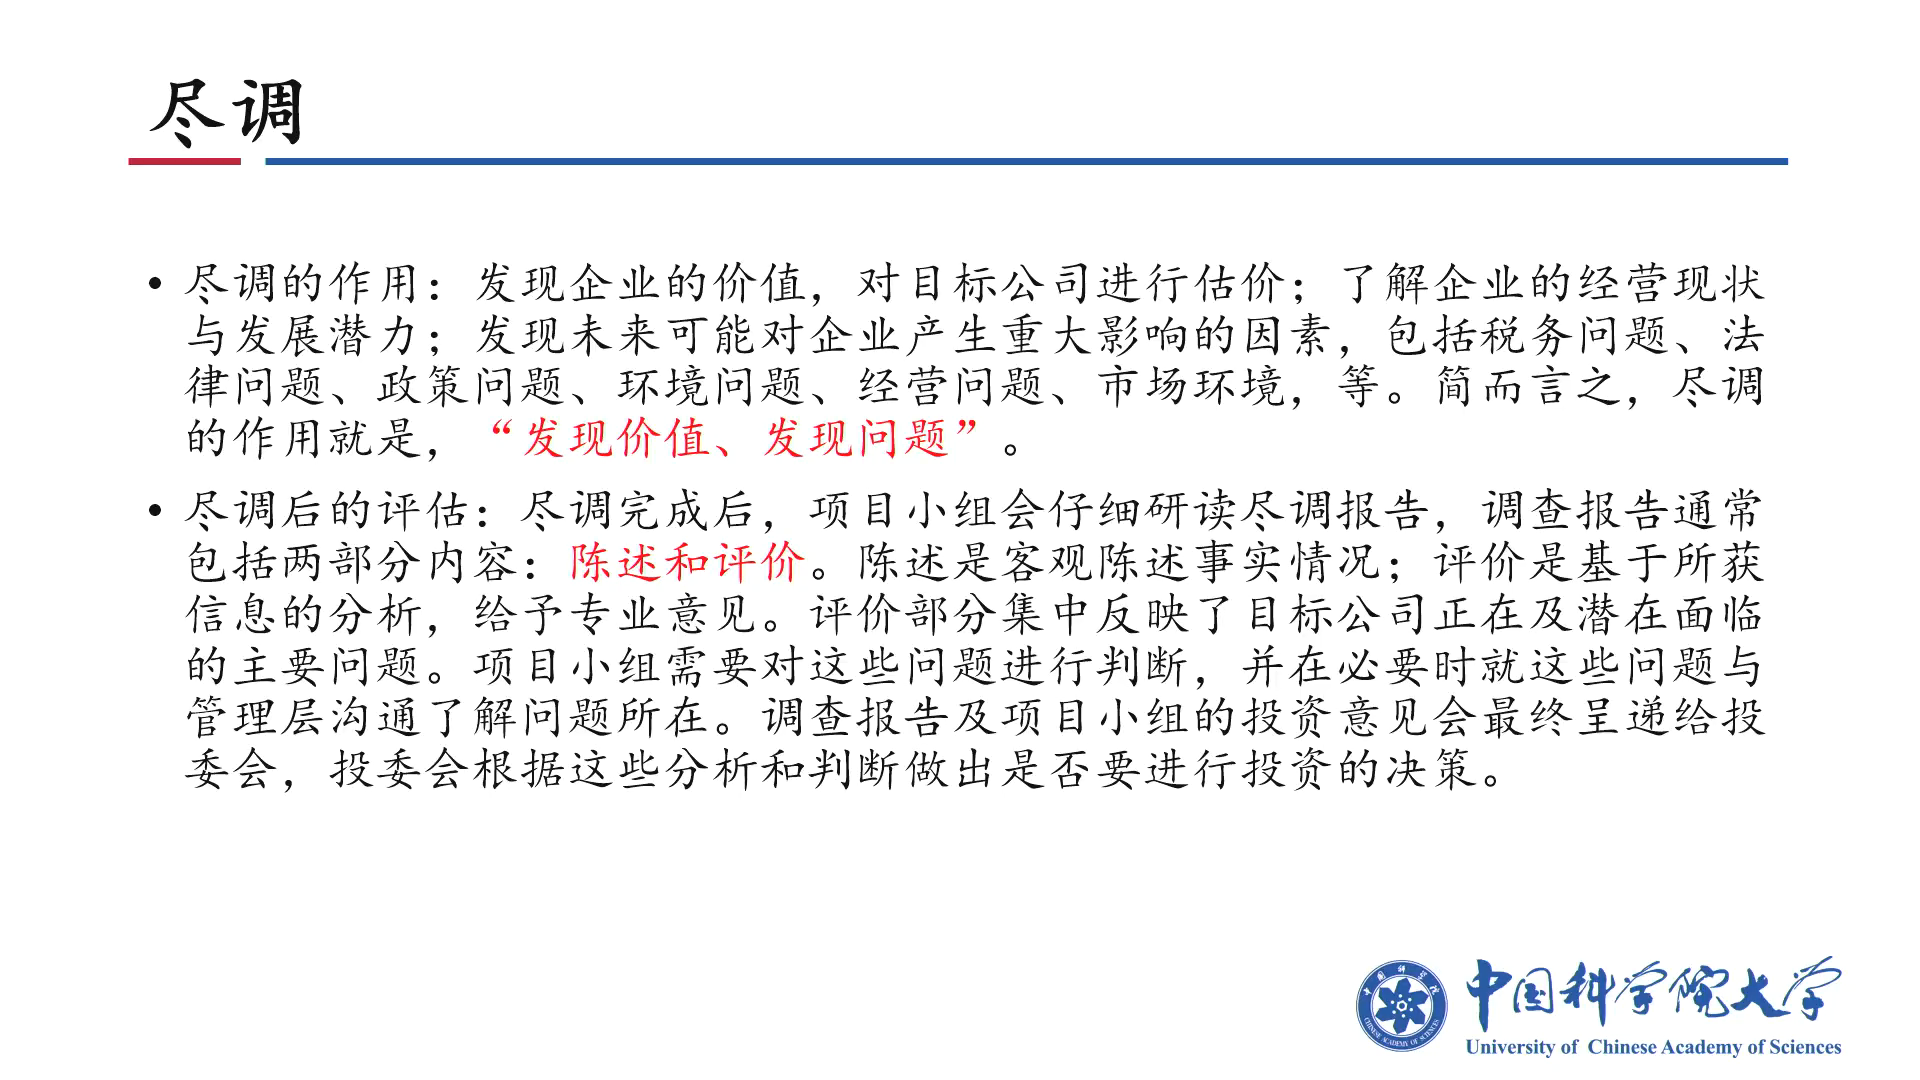 尽调
• 尽调的作用：发现企业的价值，对目标公司进行估价；了解企业的经营现状
与发展潜力；发现未来可能对企业产生重大影响的因素，包括税务问题、法
律问题、政策问题、环境问题、经营问题、市场环境，等。简而言之，尽调
的作用就是，“发现价值、发现问题”。
• 尽调后的评估：尽调完成后，项目小组会仔细研读尽调报告，调查报告通常
包括两部分内容：陈述和评价。陈述是客观陈述事实情况；评价是基于所获
信息的分析，给予专业意见。评价部分集中反映了目标公司正在及潜在面临
的主要问题。项目小组需要对这些问题进行判断，并在必要时就这些问题与
管理层沟通了解问题所在。调查报告及项目小组的投资意见会最终呈递给投
委会，投委会根据这些分析和判断做出是否要进行投资的决策。
中国科学院
CHINESE ACADEMY OF SCIENCES
中国科学院大学
University of Chinese Academy of Sciences